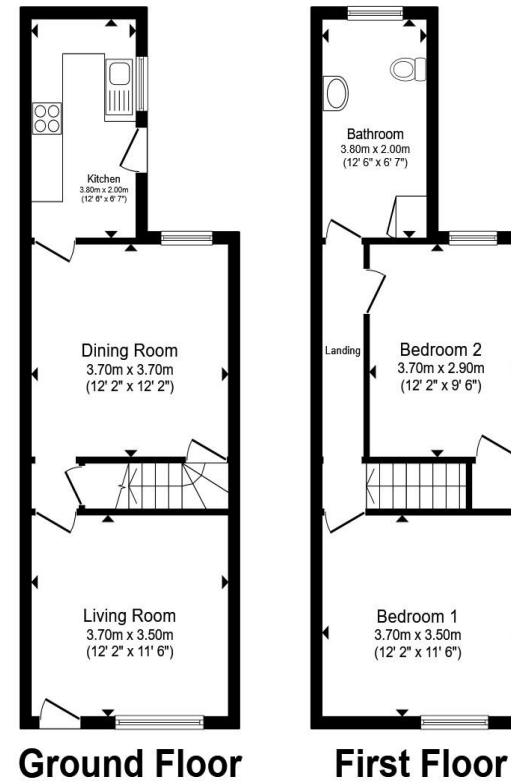 Kitchen
3.80m x 2.00m
(12' 6" x 6' 7")
Dining Room
3.70m x 3.70m
(12' 2" x 12' 2")
Living Room
3.70m x 3.50m
(12' 2" x 11' 6")
Ground Floor
Bathroom
3.80m x 2.00m
(12' 6" x 6' 7")
Landing
Bedroom 2
3.70m x 2.90m
(12' 2" x 9' 6")
Bedroom 1
3.70m x 3.50m
(12' 2" x 11' 6")
First Floor